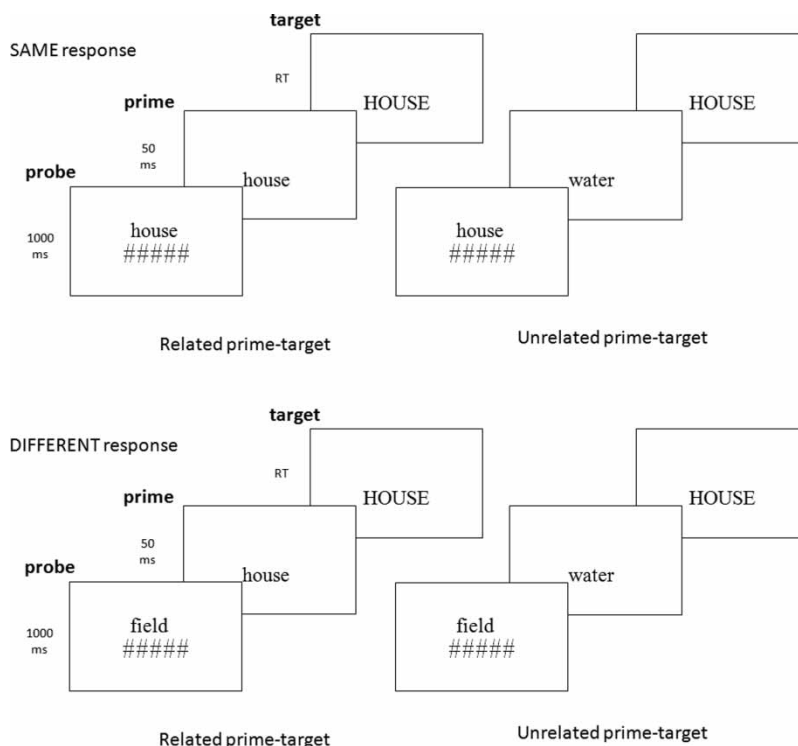 target
SAME response
RT
HOUSE
HOUSE
prime
50
ms
house
water
probe
1000
ms
house
#####
house
#####
Related prime-target
Unrelated prime-target
target
DIFFERENT response
RT
HOUSE
HOUSE
prime
50
ms
house
water
probe
1000
ms
field
#####
field
#####
Related prime-target
Unrelated prime-target